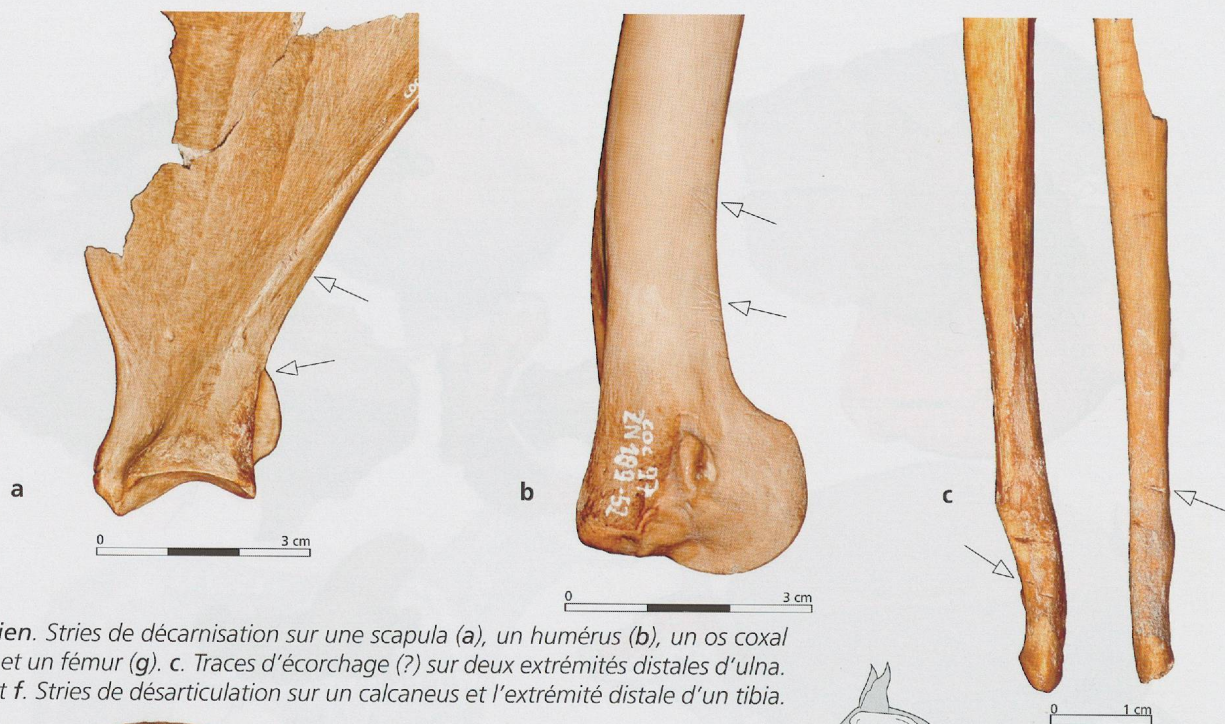 a
0
3 cm
b
0
3 cm
c
0
1 cm
ien. Stries de décarnisation sur une scapula (a), un humérus (b), un os coxal
et un fémur (g). c. Traces d'écorchage (?) sur deux extrémités distales d'ulna.
t f. Stries de désarticulation sur un calcaneus et l'extrémité distale d'un tibia.